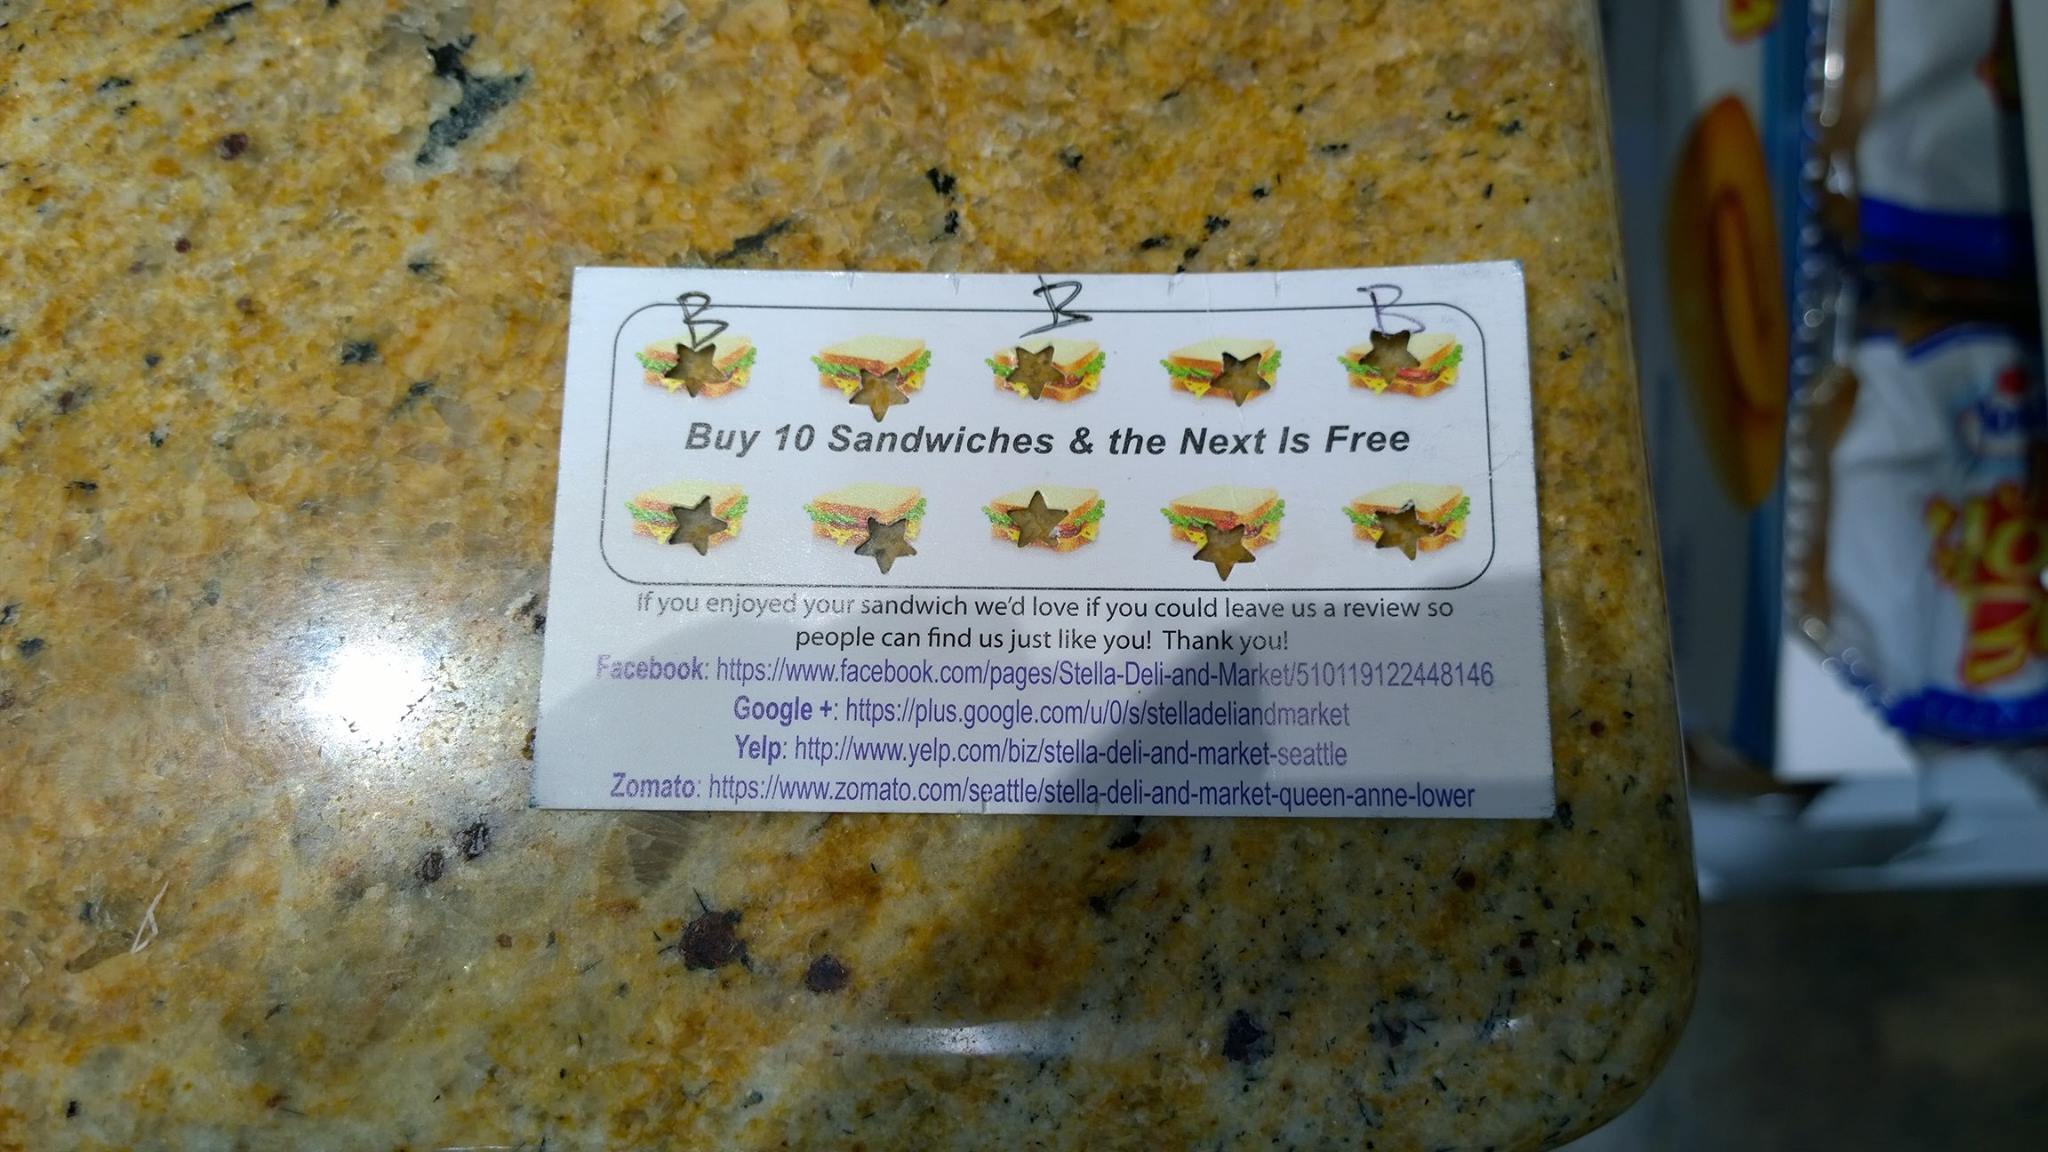 B B B
Buy 10 Sandwiches & the Next Is Free
If you enjoyed your sandwich we'd love if you could leave us a review so
people can find us just like you! Thank you!
Facebook: https://www.facebook.com/pages/Stella-Deli-and-Market/510119122448146
Google +: https://plus.google.com/u/0/s/stelladeliandmarket
Yelp: http://www.yelp.com/biz/stella-deli-and-market-seattle
Zomato: https://www.zomato.com/seattle/stella-deli-and-market-queen-anne-lower